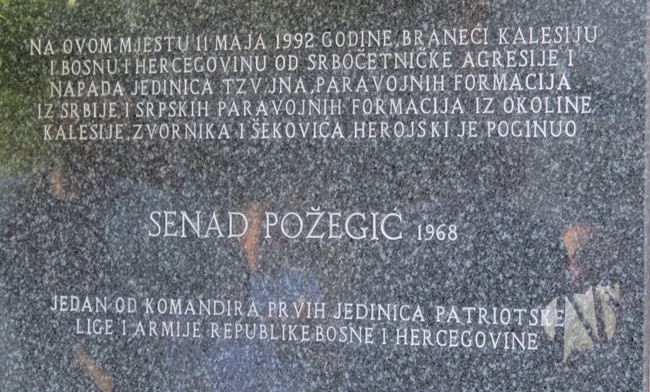 NA OVOM MJESTU 11 MAJA 1992 GODINE, BRANEĆI KALESIJU
I BOSNU I HERCEGOVINU OD SRBOČETNIČKE AGRESIJE I
NAPADA JEDINICA TZV JNA, PARAVOJNIH FORMACIJA
IZ SRBIJE I SRPSKIH PARAVOJNIH FORMACIJA IZ OKOLINE
KALESIJE, ZVORNIKA I ŠEKOVIĆA, HEROJSKI JE POGINUO
SENAD POŽEGIĆ 1968
JEDAN OD KOMANDIRA PRVIH JEDINICA PATRIOTSKE
LIGE I ARMIJE REPUBLIKE BOSNE I HERCEGOVINE